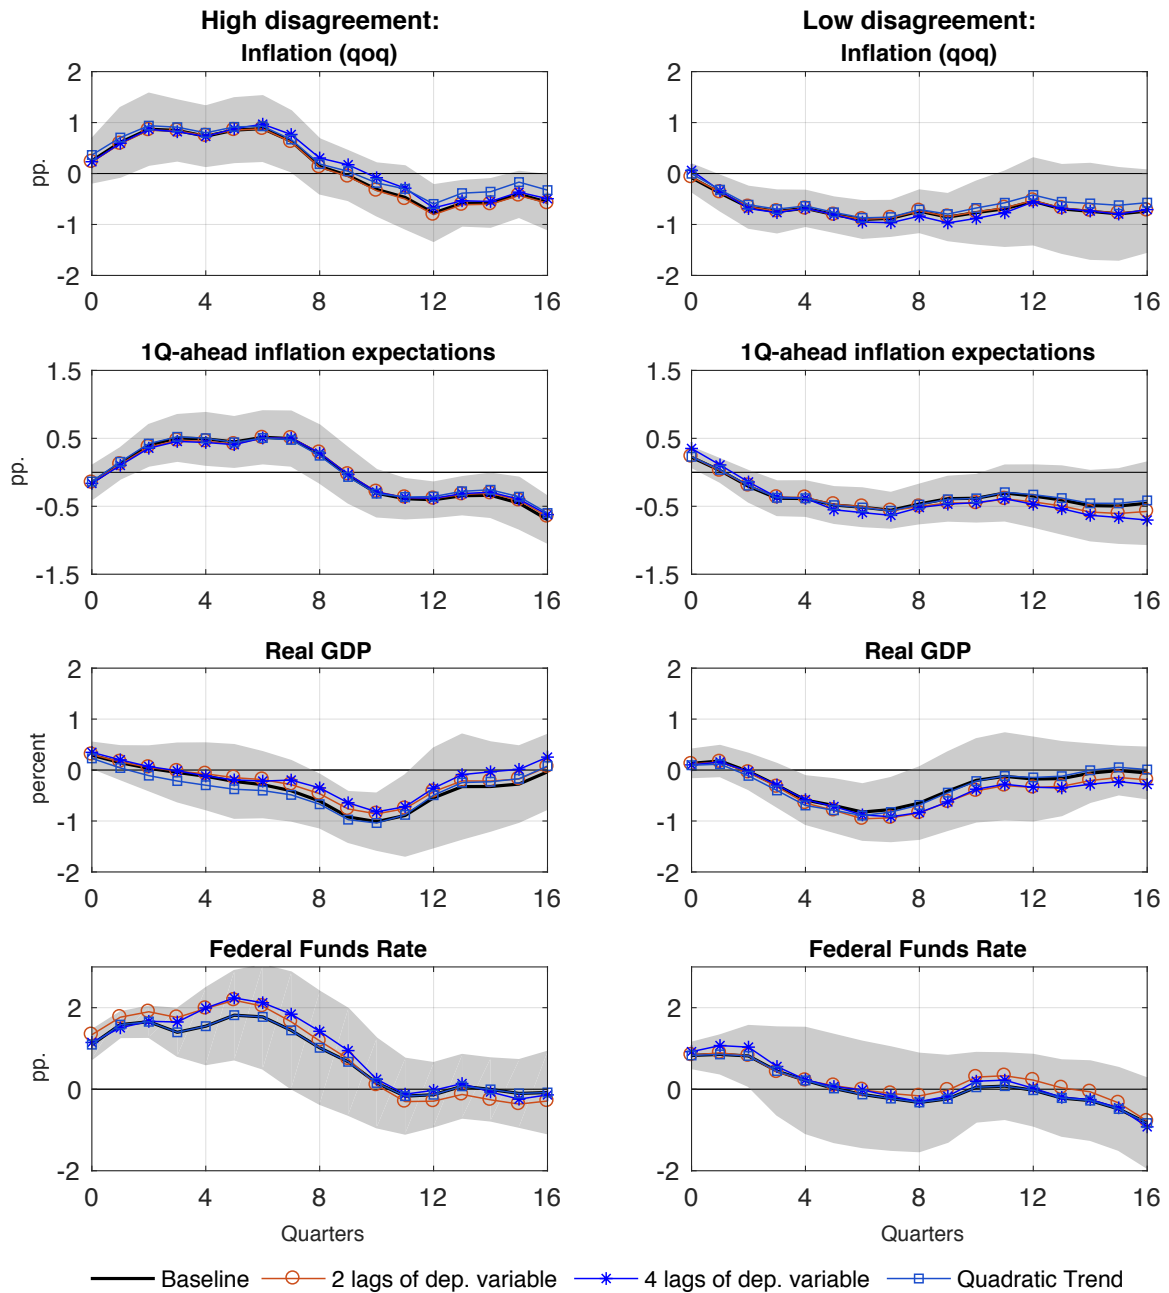 High disagreement:
Inflation (qoq)
2
1
0
-1
-2
pp.
0 4 8 12 16
Low disagreement:
Inflation (qoq)
2
1
0
-1
-2
0 4 8 12 16
1Q-ahead inflation expectations
1.5
0.5
-0.5
-1.5
pp.
0 4 8 12 16
1Q-ahead inflation expectations
1.5
0.5
-0.5
-1.5
0 4 8 12 16
Real GDP
2
1
0
-1
-2
percent
0 4 8 12 16
Real GDP
2
1
0
-1
-2
0 4 8 12 16
Federal Funds Rate
2
0
-2
pp.
0 4 8 12 16
Quarters
Federal Funds Rate
2
0
-2
0 4 8 12 16
Quarters
Baseline 2 lags of dep. variable 4 lags of dep. variable Quadratic Trend